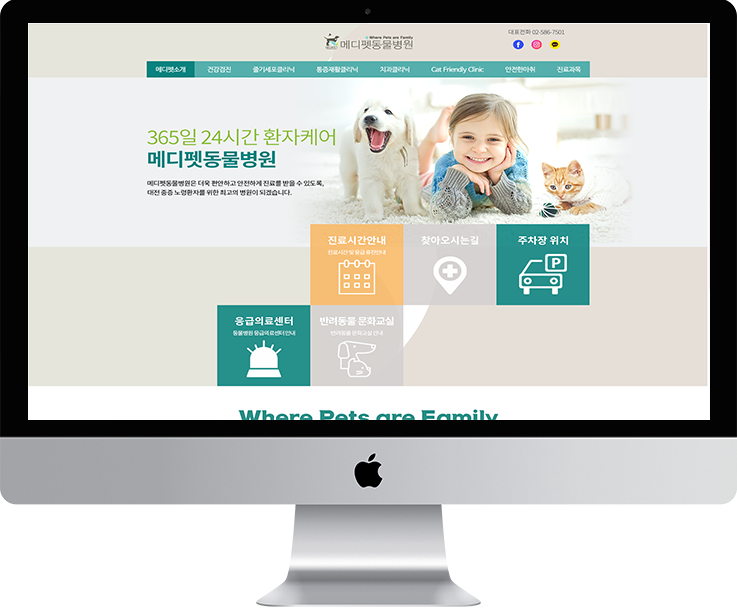 대표전화 02-586-7501
Where Pets are Family
메디펫동물병원
메디펫소개 건강검진 줄기세포클리닉 통증재활클리닉 치과클리닉 Cat Friendly Clinic 안전한마취 진료과목
365일 24시간 환자케어
메디펫동물병원
메디펫동물병원은 더욱 편안하고 안전하게 진료를 받을 수 있도록,
대전 중증 노령환자를 위한 최고의 병원이 되겠습니다.
진료시간안내 찾아오시는길 주차장 위치
진료시간 및 응급
P
응급의료센터 반려동물 문화교실
동물병원 응급의료센터 안내 반려동물 문화교실 안내
Where Pets are Family